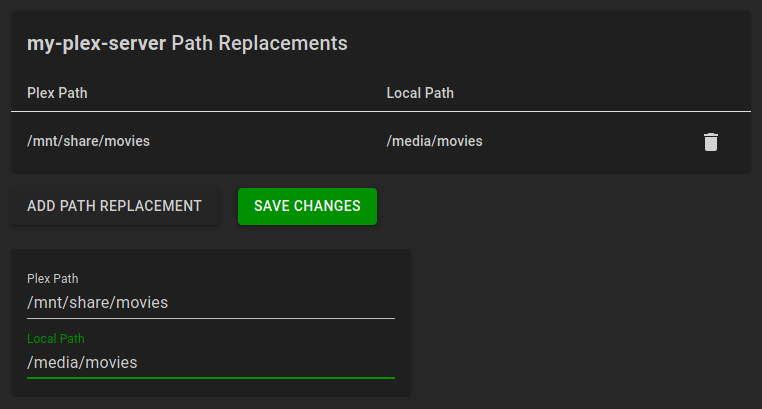 my-plex-server Path Replacements
Plex Path Local Path
/mnt/share/movies /media/movies
ADD PATH REPLACEMENT SAVE CHANGES
Plex Path
/mnt/share/movies
Local Path
/media/movies